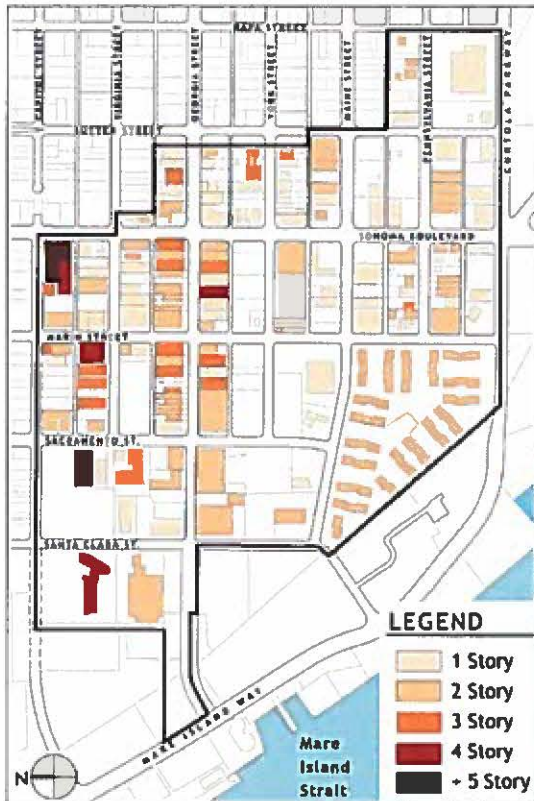 NAPA STREET
CAPITOL STREET
VIRGINIA STREET
GEORGIA STREET
YORK STREET
MAINE STREET
PENNSYLVANIA STREET
CURTOLA PARKWAY
SUTTER STREET
SONOMA BOULEVARD
MARIN STREET
SACRAMENTO ST.
SANTA CLARA ST.
MARE ISLAND WAY
Mare
Island
Strait
N
LEGEND
1 Story
2 Story
3 Story
4 Story
+ 5 Story